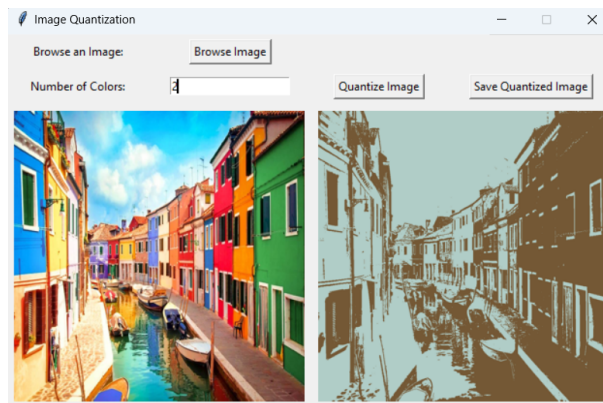 Image Quantization
Browse an Image: Browse Image
Number of Colors: 2 Quantize Image Save Quantized Image